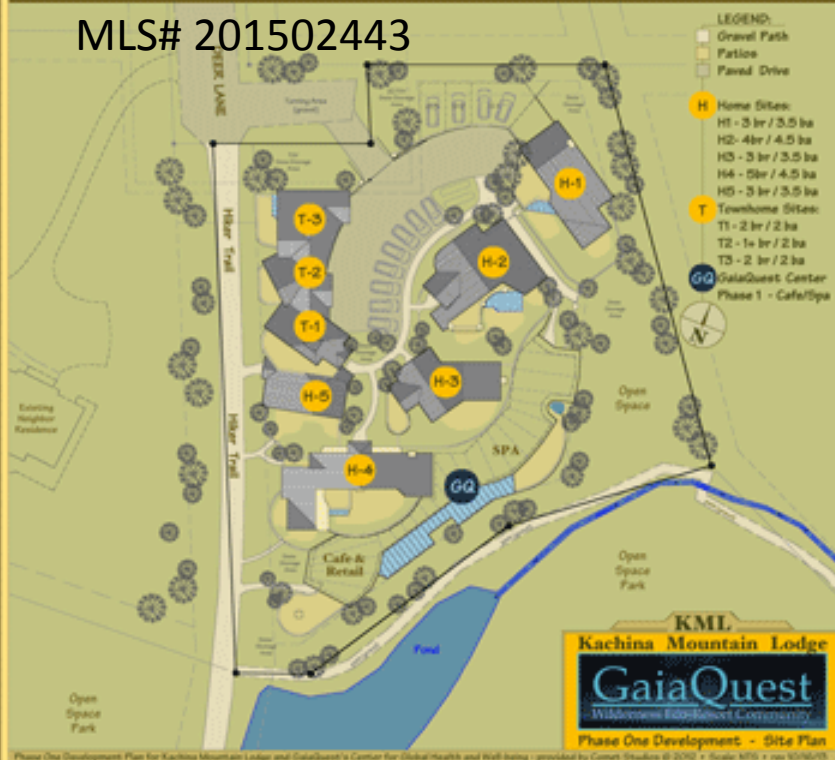 MLS# 201502443
LEGEND:
Gravel Path
Patios
Paved Drive
H Home Sites:
H1 - 3 br / 3.5 ba
H2- 4br / 4.5 ba
H3 - 3 br / 3.5 ba
H4 - 5br / 4.5 ba
H5 - 3 br / 3.5 ba
T Townhome Sites:
T1 - 2 br / 2 ba
T2 - 1+ br / 2 ba
T3 - 2 br / 2 ba
GQ GaiaQuest Center
Phase 1 - Cafe/Spa
N
DEER LANE
Turning Area
(gravel)
H-1
T-3
Hiker Trail
H-2
T-2
T-1
H-3
H-5
Open
Space
Existing
Neighbor
Residence
Hiker Trail
SPA
H-4
GQ
Cafe &
Retail
Open
Space
Park
Pond
Open
Space
Park
KML
Kachina Mountain Lodge
GaiaQuest
Wilderness Eco-Resort Community
Phase One Development - Site Plan